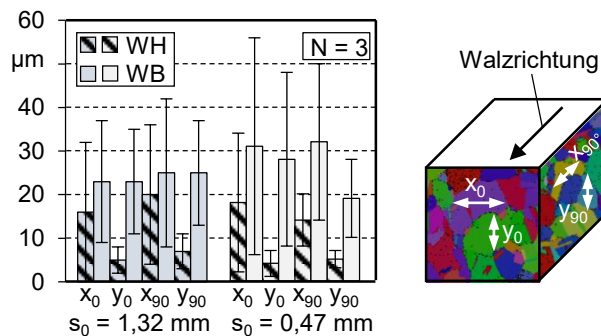 60
µm
40
30
20
10
0
WH
WB
N = 3
x0 y0 x90 y90 x0 y0 x90 y90
s0 = 1,32 mm s0 = 0,47 mm
Walzrichtung
x0
y0
x90°
y90